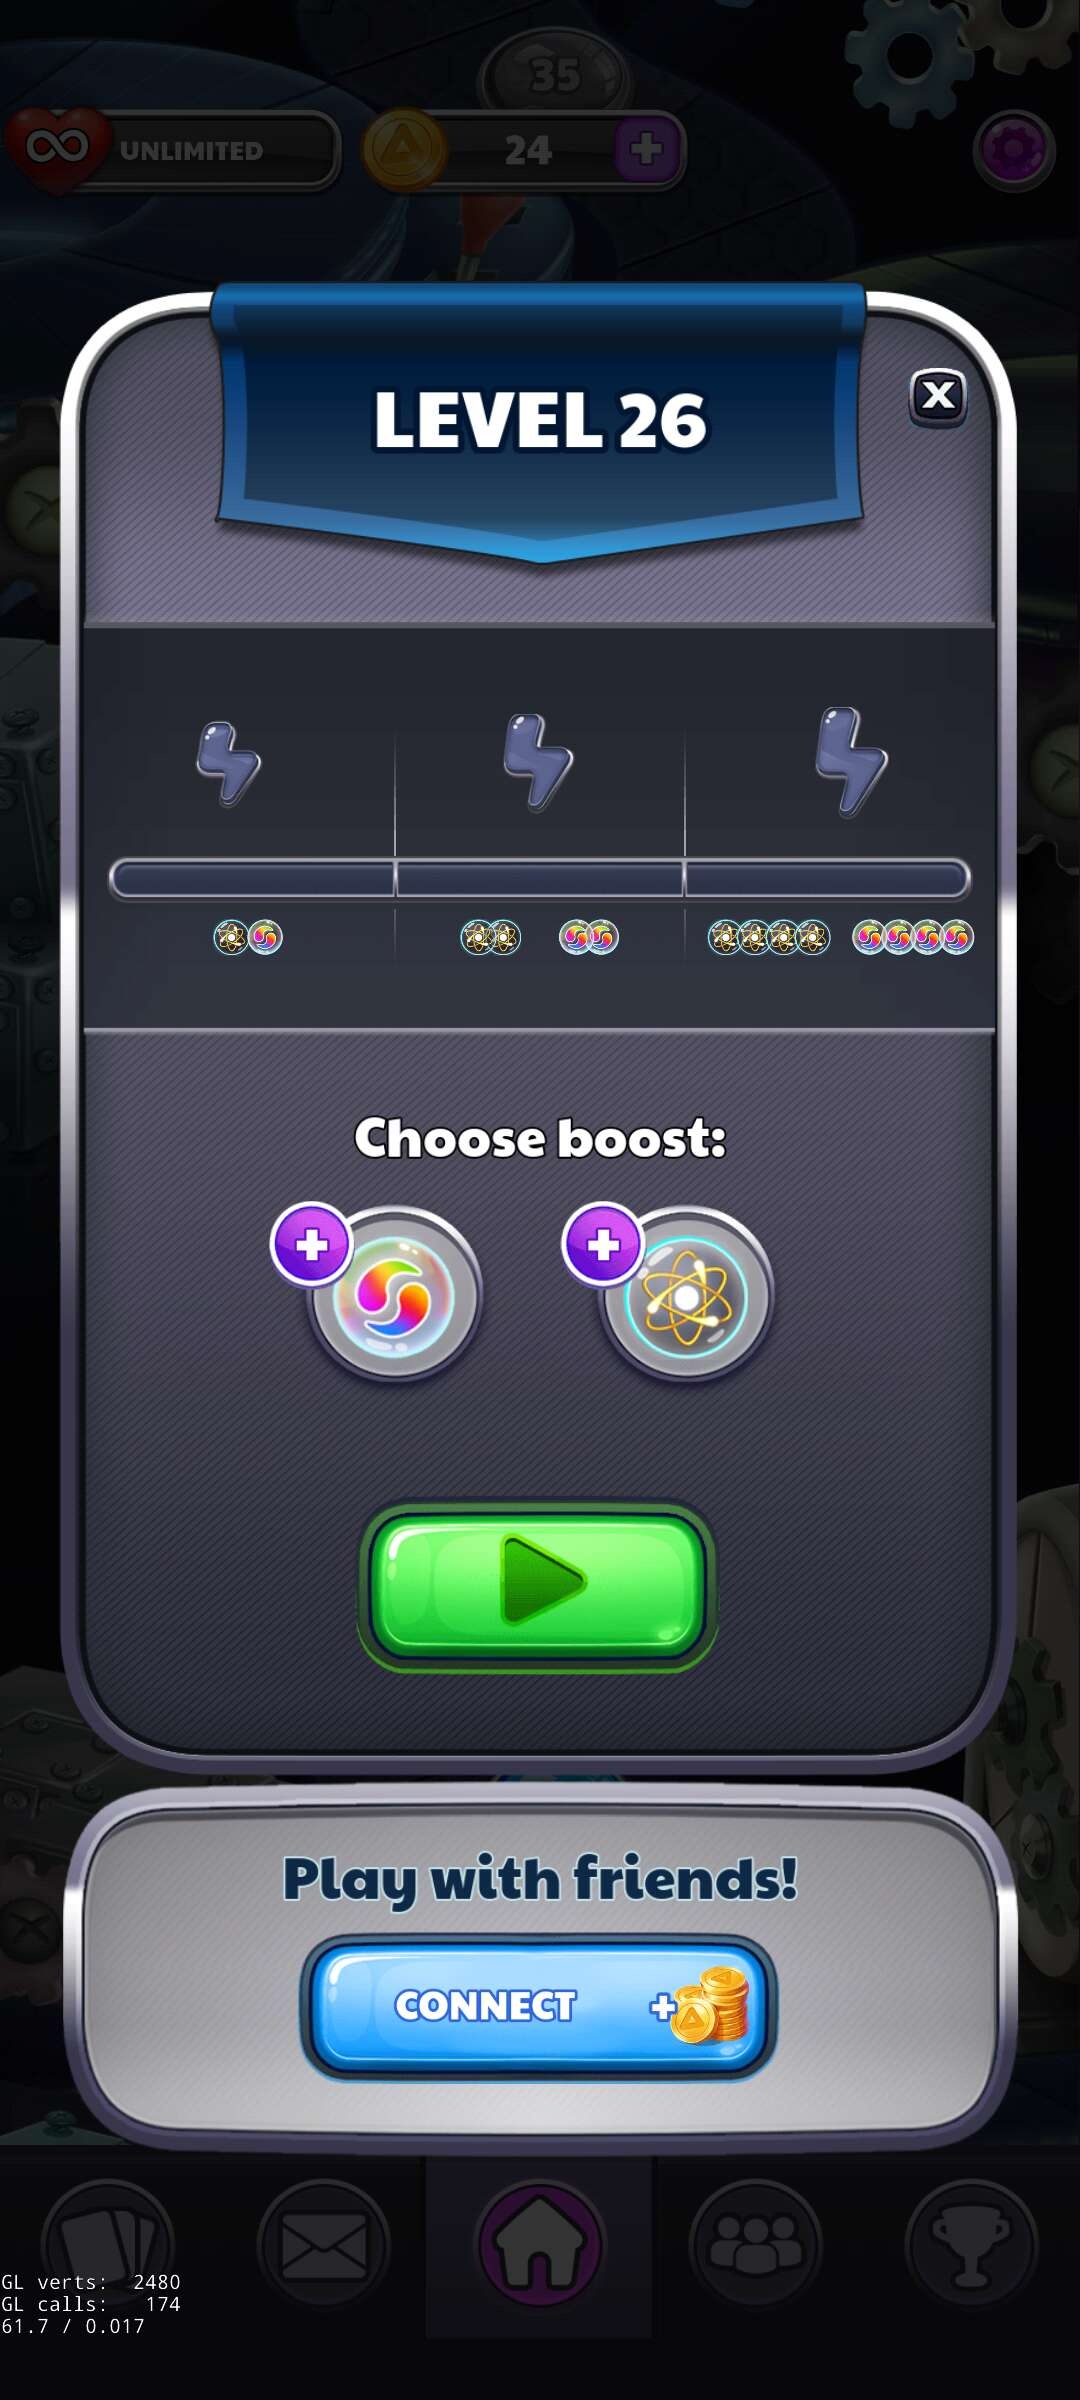 35
UNLIMITED
24
LEVEL 26
Choose boost:
Play with friends!
CONNECT +
GL verts: 2480
GL calls: 174
61.7 / 0.017